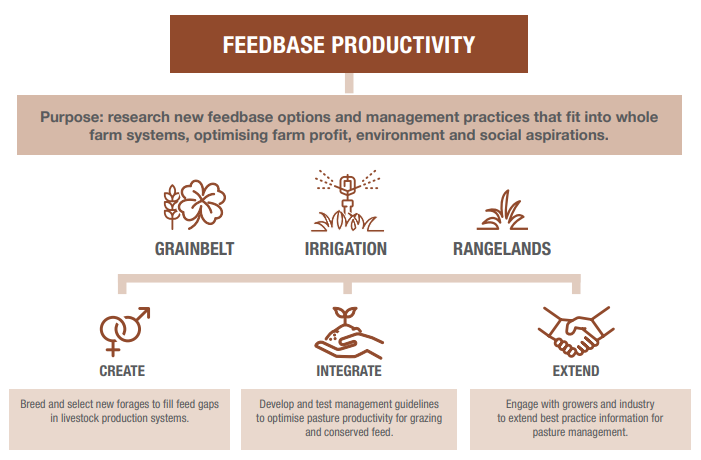 FEEDBASE PRODUCTIVITY
Purpose: research new feedbase options and management practices that fit into whole
farm systems, optimising farm profit, environment and social aspirations.
GRAINBELT
IRRIGATION
RANGELANDS
CREATE
INTEGRATE
EXTEND
Breed and select new forages to fill feed gaps
in livestock production systems.
Develop and test management guidelines
to optimise pasture productivity for grazing
and conserved feed.
Engage with growers and industry
to extend best practice information for
pasture management.